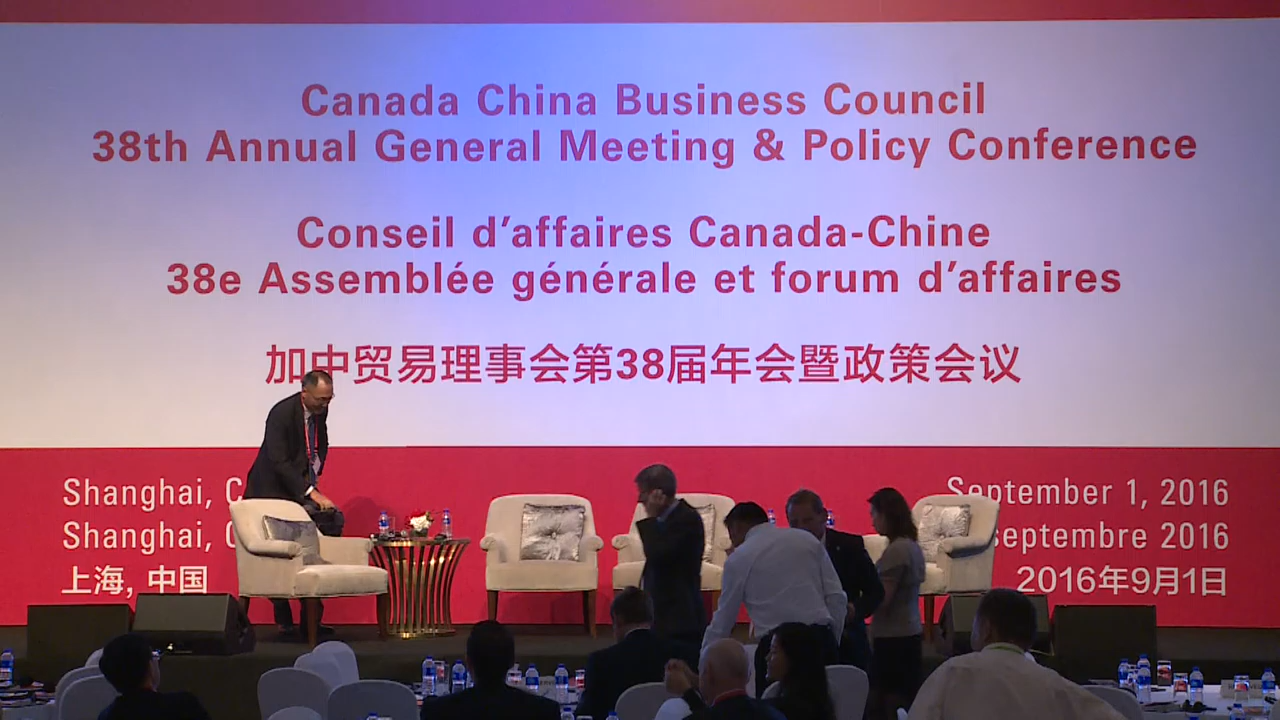 Canada China Business Council
38th Annual General Meeting & Policy Conference
Conseil d'affaires Canada-Chine
38e Assemblée générale et forum d'affaires
加中贸易理事会第38届年会暨政策会议
Shanghai, C
Shanghai, C
上海, 中国
September 1, 2016
septembre 2016
2016年9月1日